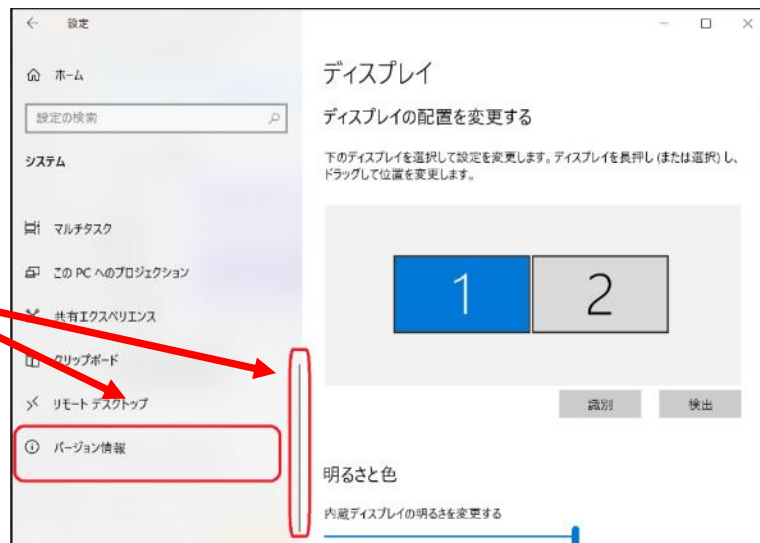 設定
ホーム
設定の検索
システム
マルチタスク
この PC へのプロジェクション
共有エクスペリエンス
クリップボード
リモート デスクトップ
バージョン情報
ディスプレイ
ディスプレイの配置を変更する
下のディスプレイを選択して設定を変更します。ディスプレイを長押し (または選択) し、
ドラッグして位置を変更します。
1 2
識別 検出
明るさと色
内蔵ディスプレイの明るさを変更する